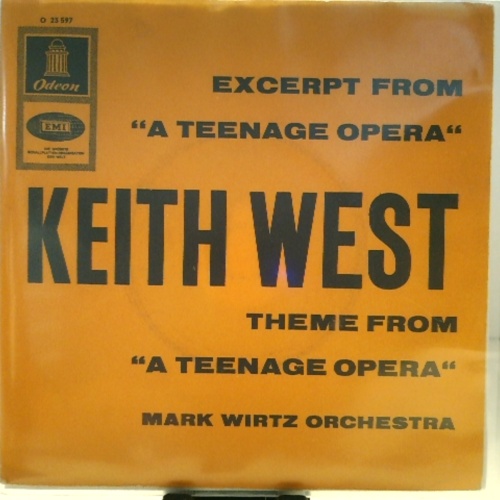 O 23 597
Odeon
EMI
EXCERPT FROM
"A TEENAGE OPERA"
KEITH WEST
THEME FROM
"A TEENAGE OPERA"
MARK WIRTZ ORCHESTRA